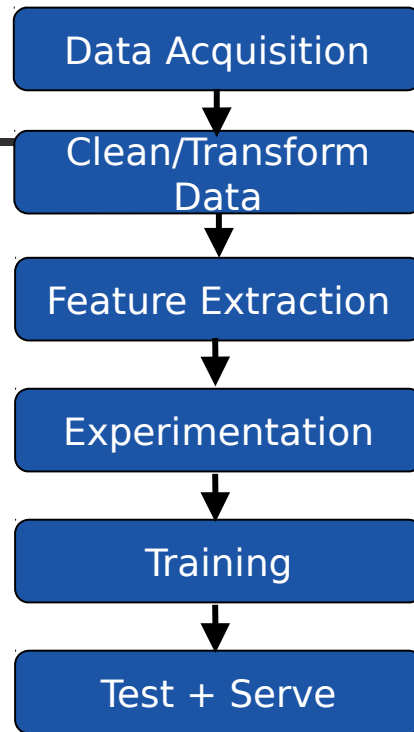 Data Acquisition
Clean/Transform
Data
Feature Extraction
Experimentation
Training
Test + Serve